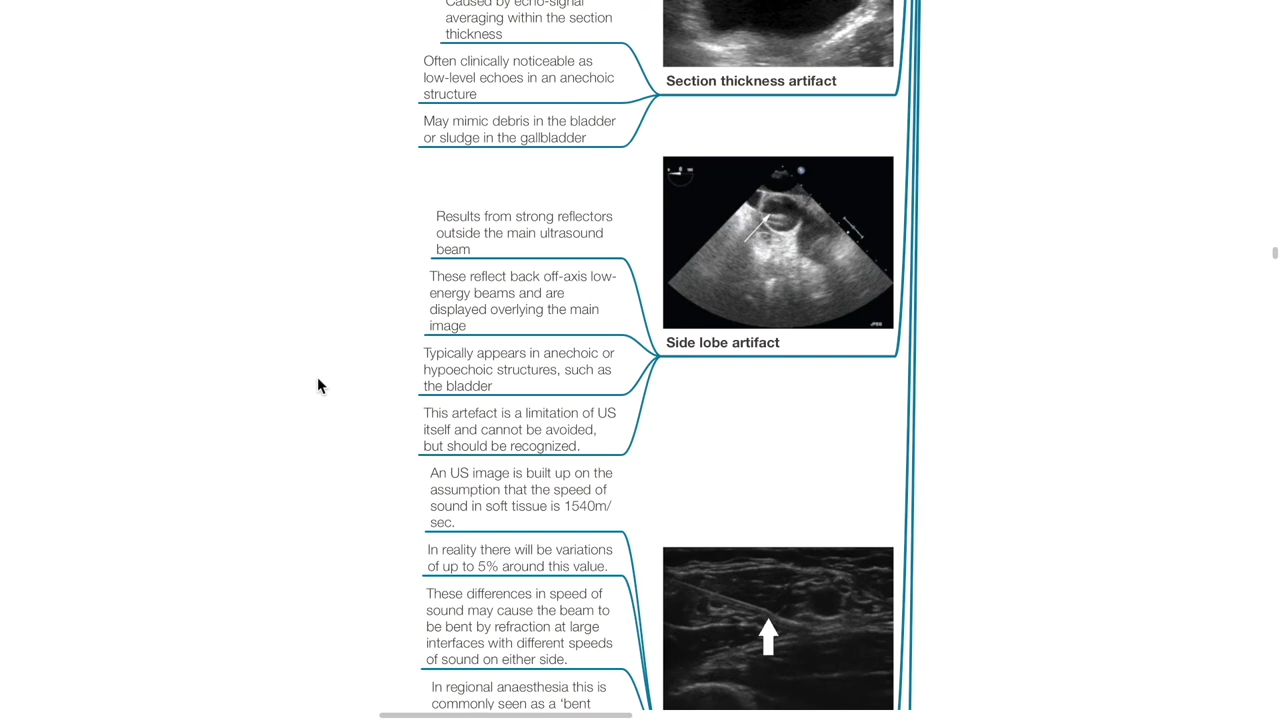 Caused by echo-signal
averaging within the section
thickness
Often clinically noticeable as
low-level echoes in an anechoic
structure
May mimic debris in the bladder
or sludge in the gallbladder
Section thickness artifact
Results from strong reflectors
outside the main ultrasound
beam
These reflect back off-axis low-
energy beams and are
displayed overlying the main
image
Typically appears in anechoic or
hypoechoic structures, such as
the bladder
This artefact is a limitation of US
itself and cannot be avoided,
but should be recognized.
Side lobe artifact
An US image is built up on the
assumption that the speed of
sound in soft tissue is 1540m/
sec.
In reality there will be variations
of up to 5% around this value.
These differences in speed of
sound may cause the beam to
be bent by refraction at large
interfaces with different speeds
of sound on either side.
In regional anaesthesia this is
commonly seen as a ‘bent